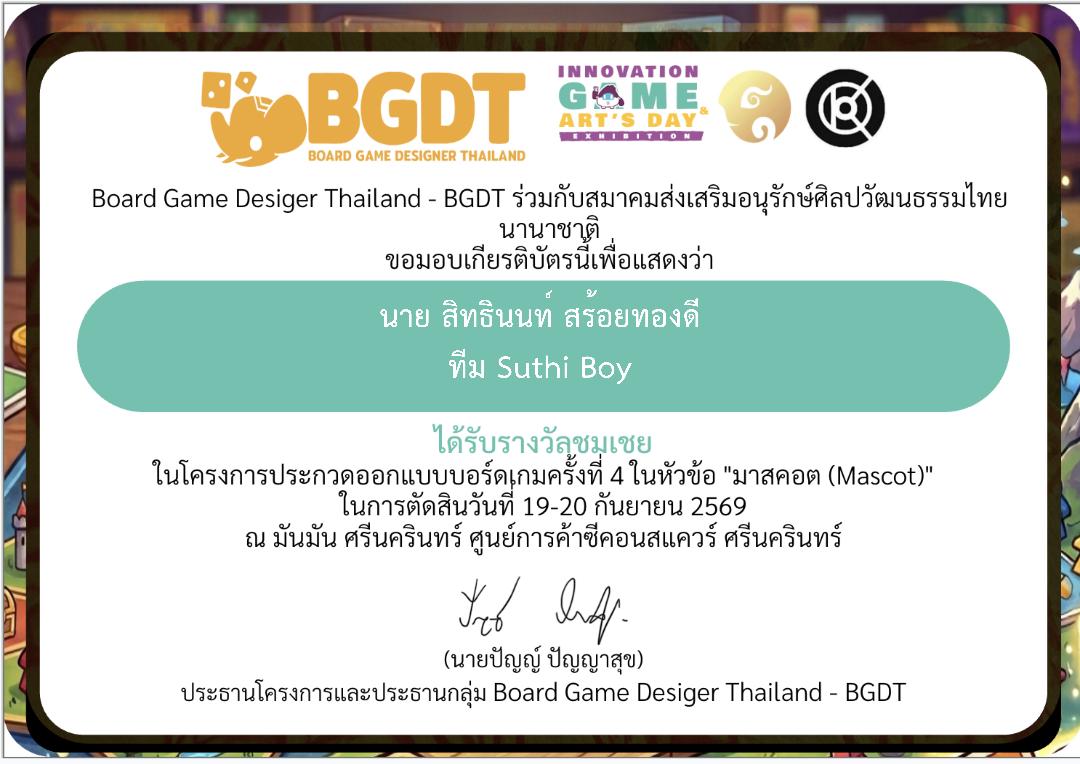 BGDT
BOARD GAME DESIGNER THAILAND
INNOVATION
GAME
&
ART'S DAY
EXHIBITION
Board Game Desiger Thailand - BGDT ร่วมกับสมาคมส่งเสริมอนุรักษ์ศิลปวัฒนธรรมไทย
นานาชาติ
ขอมอบเกียรติบัตรนี้เพื่อแสดงว่า
นาย สิทธินนท์ สร้อยทองดี
ทีม Suthi Boy
ได้รับรางวัลชมเชย
ในโครงการประกวดออกแบบบอร์ดเกมครั้งที่ 4 ในหัวข้อ "มาสคอต (Mascot)"
ในการตัดสินวันที่ 19-20 กันยายน 2569
ณ มันมัน ศรีนครินทร์ ศูนย์การค้าซีคอนสแควร์ ศรีนครินทร์
(นายปัญญ์ ปัญญาสุข)
ประธานโครงการและประธานกลุ่ม Board Game Desiger Thailand - BGDT